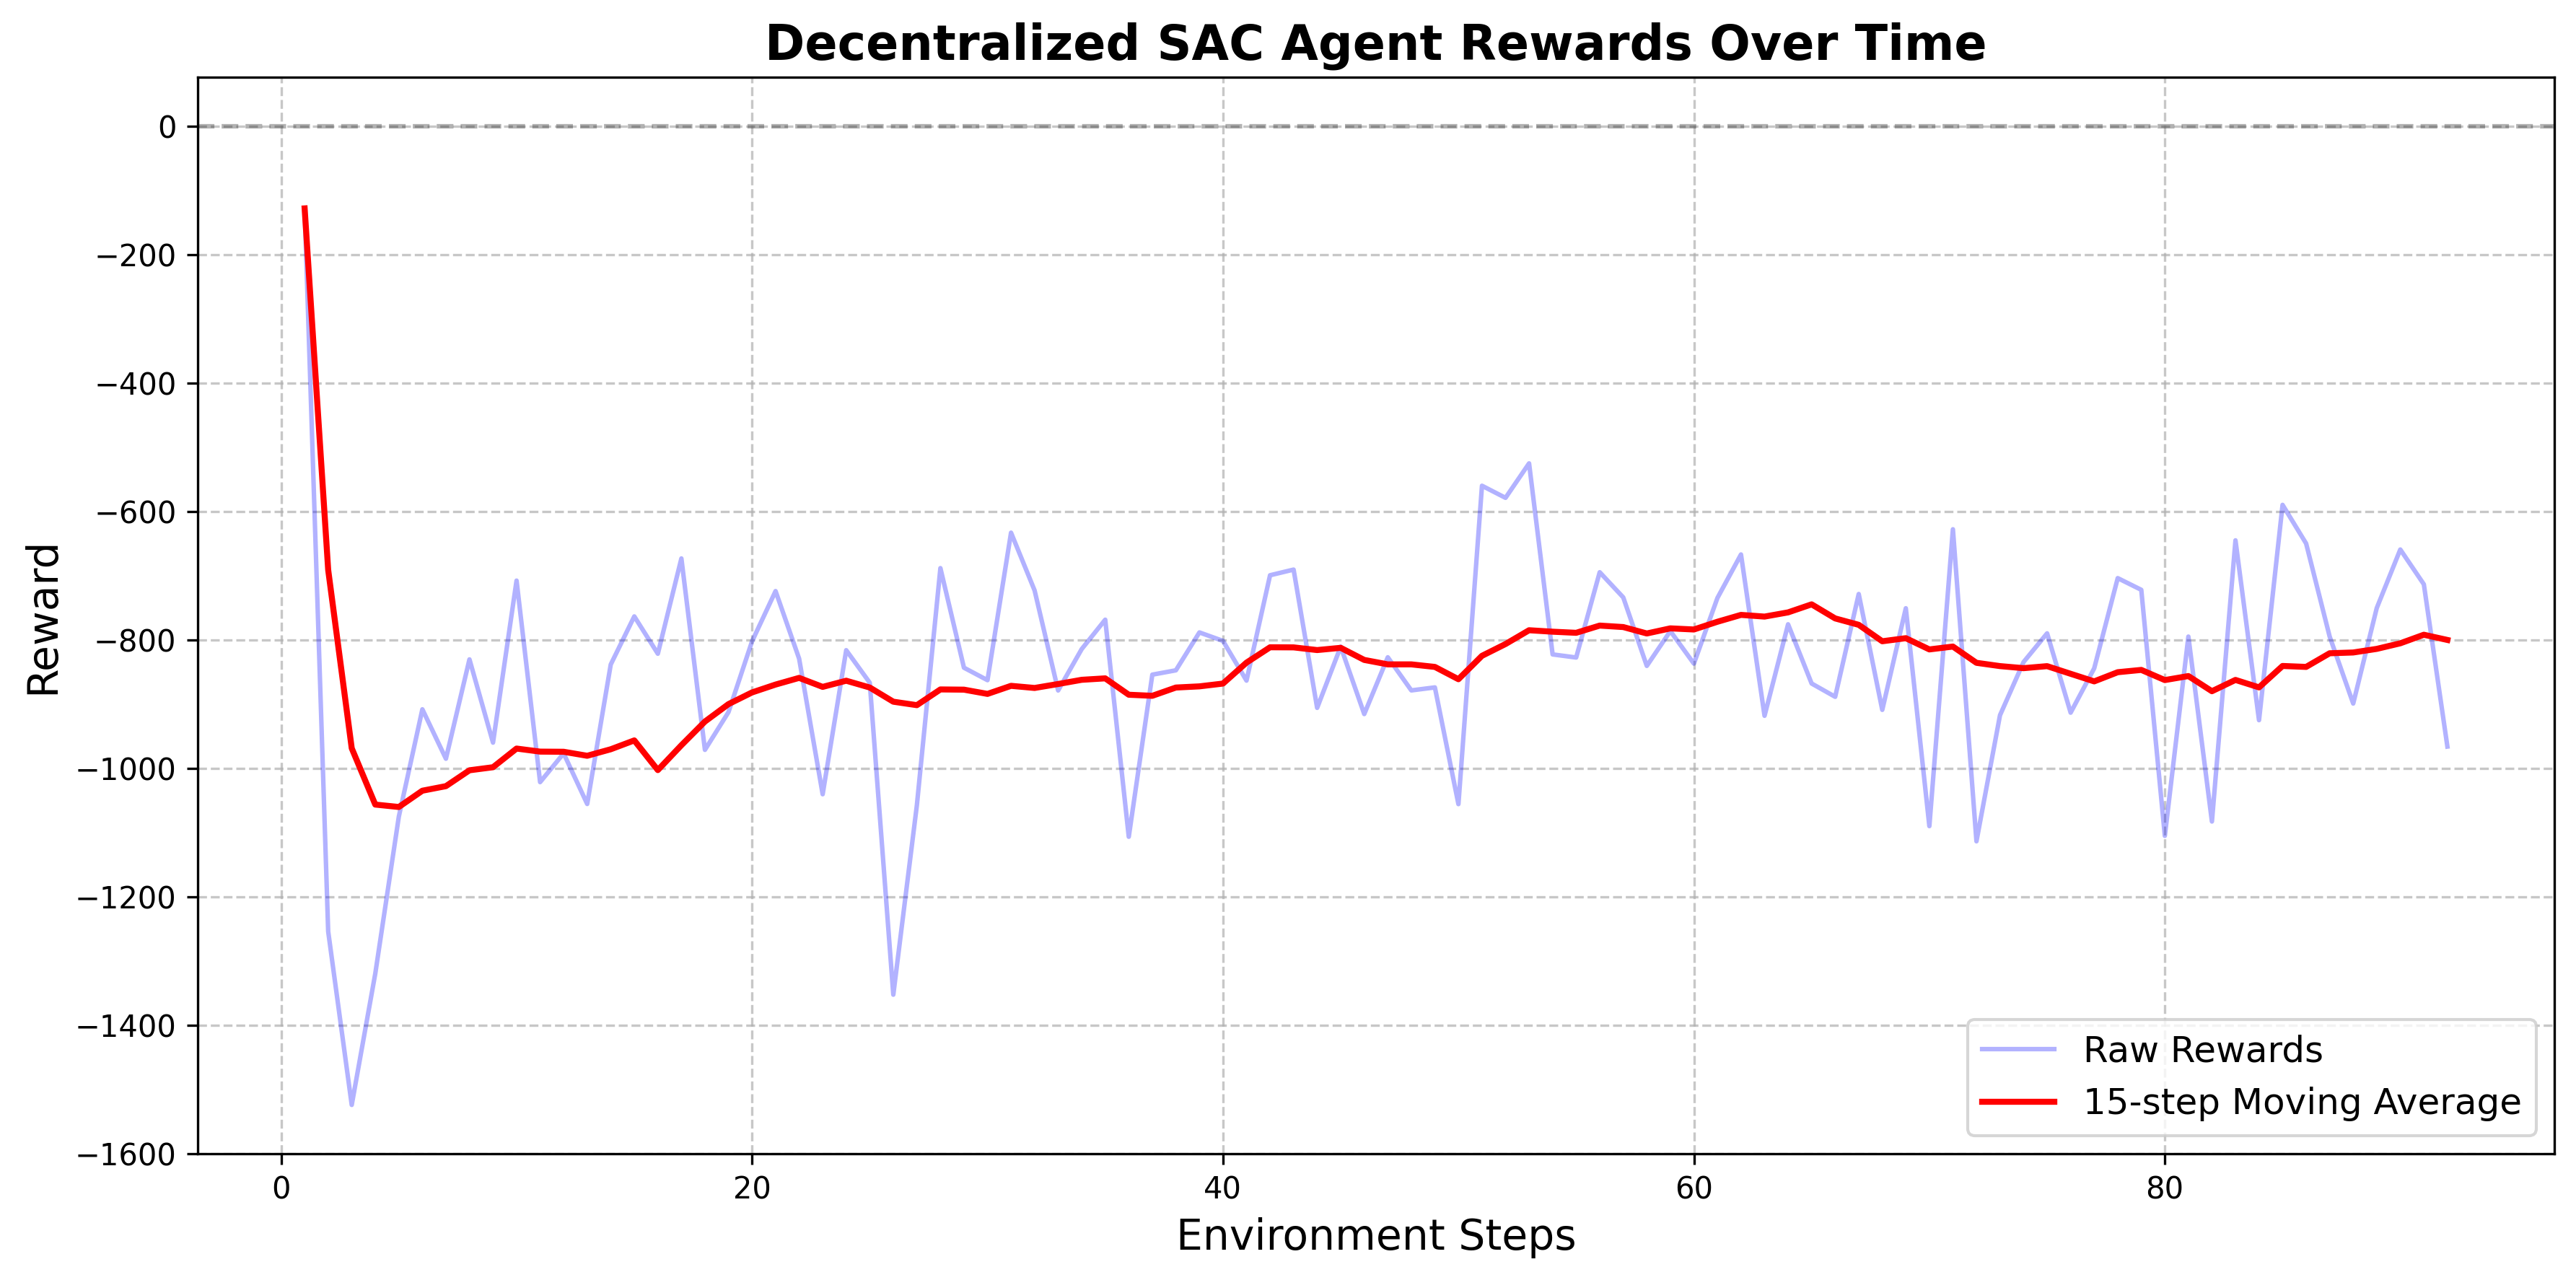 Decentralized SAC Agent Rewards Over Time
0
−200
−400
−600
−800
−1000
−1200
−1400
−1600
Reward
0 20 40 60 80
Environment Steps
Raw Rewards
15-step Moving Average